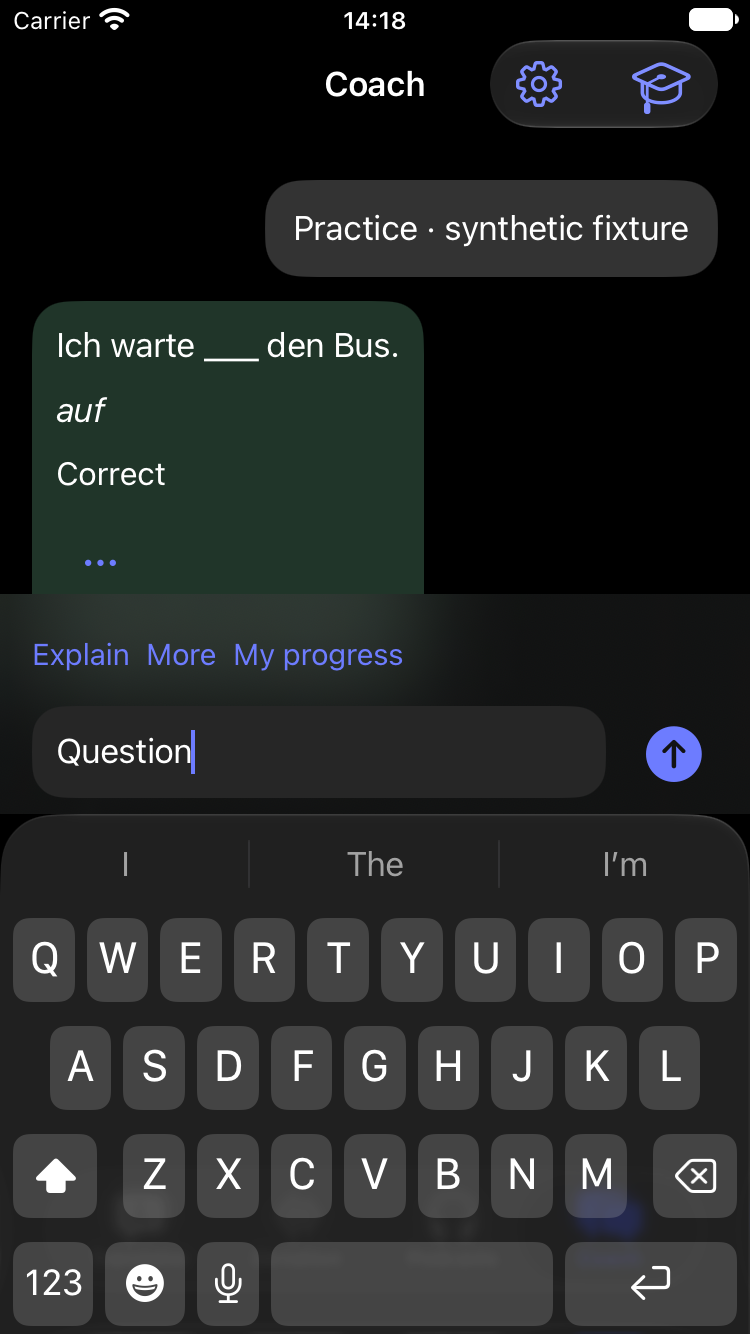 Carrier 14:18
Coach
Practice · synthetic fixture
Ich warte ____ den Bus.
auf
Correct
...
Explain More My progress
Question
I The I’m
Q W E R T Y U I O P
A S D F G H J K L
Z X C V B N M
123